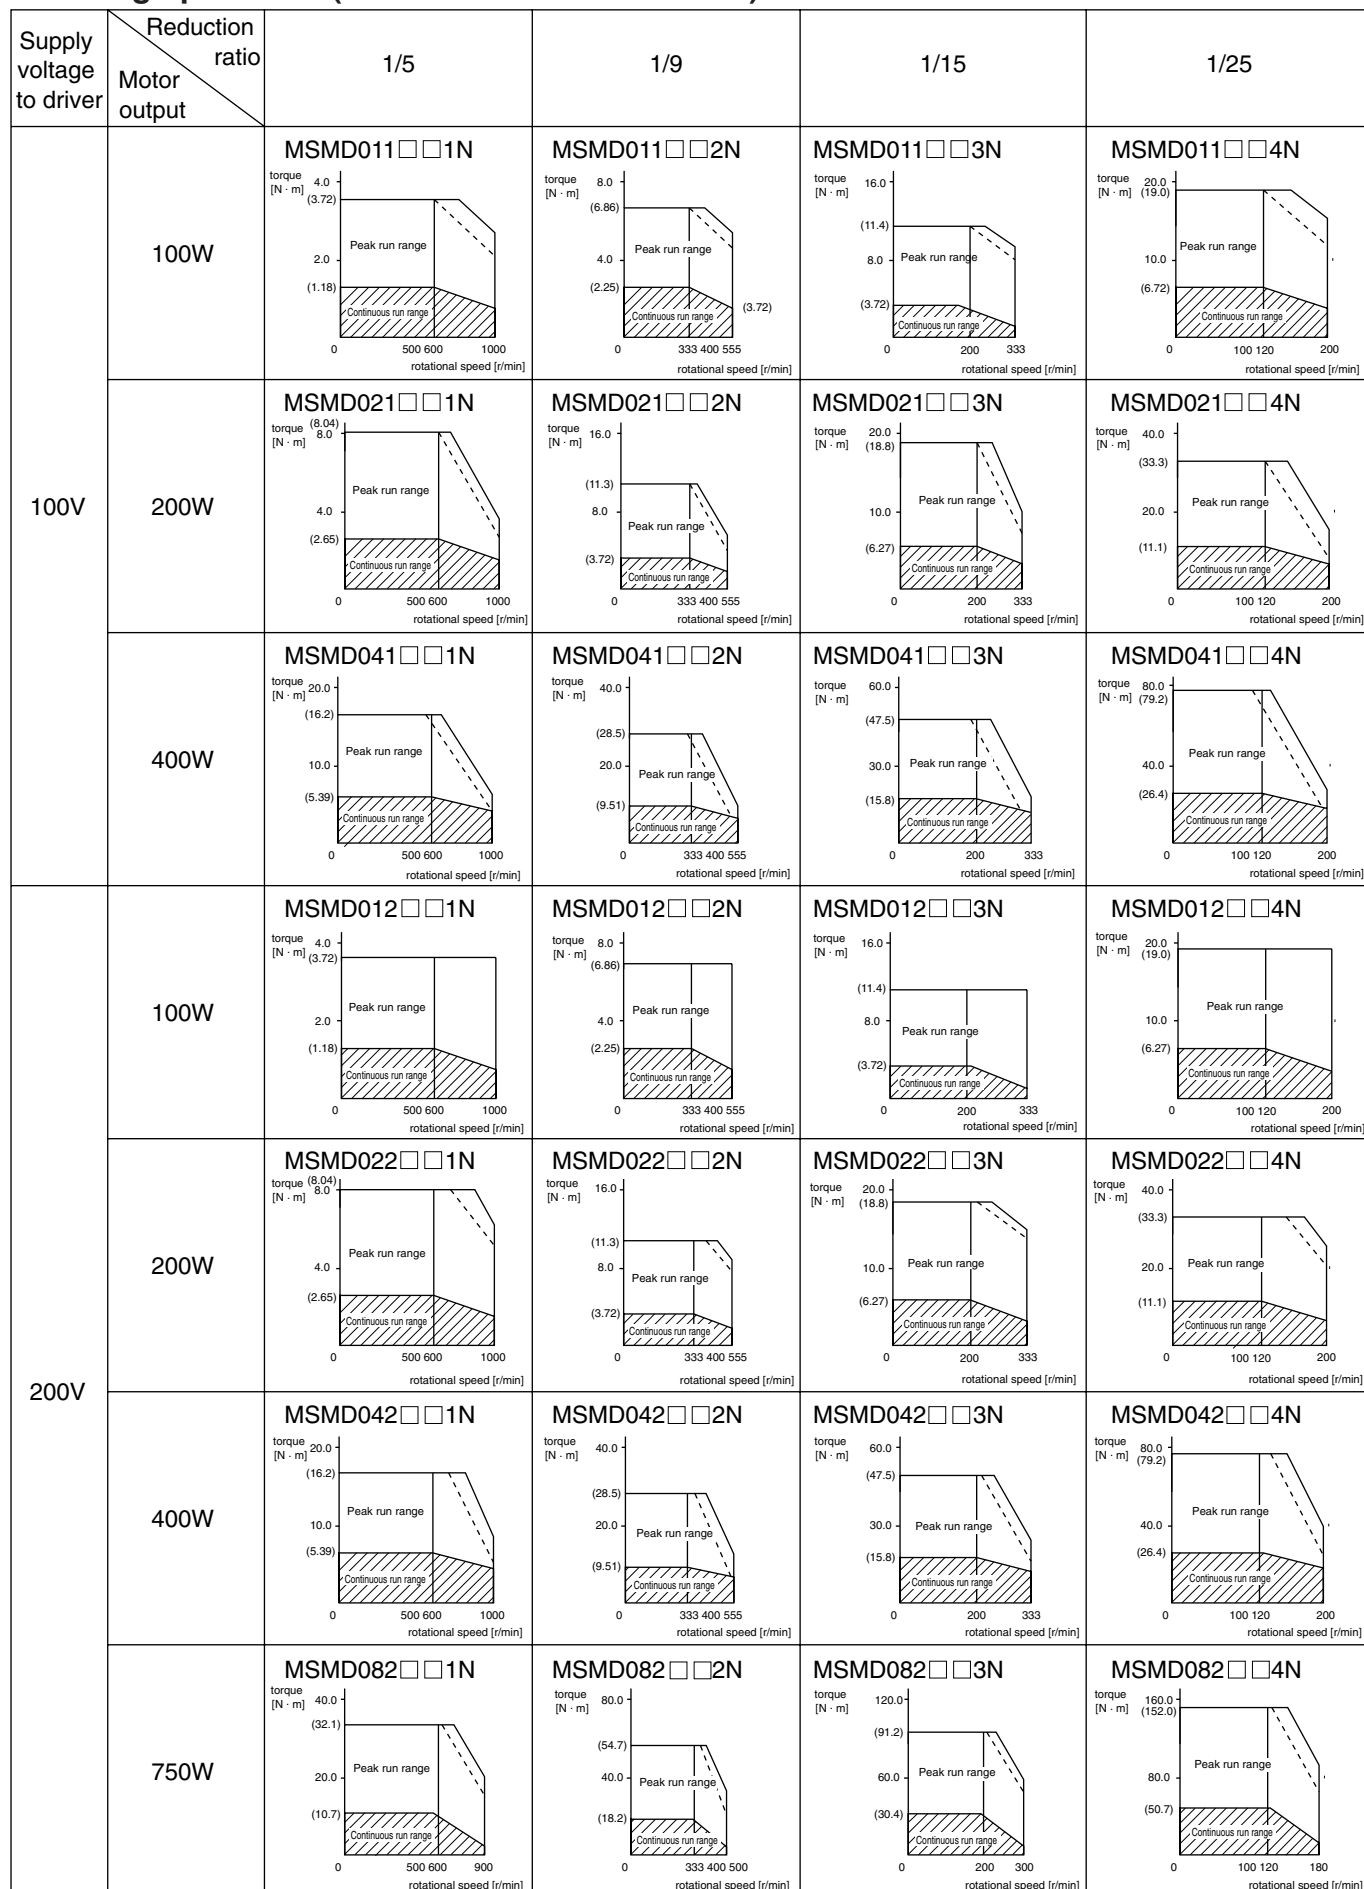 Supply
voltage
to driver
Reduction
ratio
Motor
output
1/5
1/9
1/15
1/25
100V
100W
MSMD011□□1N
torque
[N · m]
4.0
(3.72)
2.0
(1.18)
Peak run range
Continuous run range
0 500 600 1000
rotational speed [r/min]
MSMD011□□2N
torque
[N · m]
8.0
(6.86)
4.0
(2.25)
Peak run range
Continuous run range
(3.72)
0 333 400 555
rotational speed [r/min]
MSMD011□□3N
torque
[N · m]
16.0
(11.4)
8.0
(3.72)
Peak run range
Continuous run range
0 200 333
rotational speed [r/min]
MSMD011□□4N
torque
[N · m]
20.0
(19.0)
10.0
(6.72)
Peak run range
Continuous run range
0 100 120 200
rotational speed [r/min]
200W
MSMD021□□1N
torque
[N · m]
(8.04)
8.0
4.0
(2.65)
Peak run range
Continuous run range
0 500 600 1000
rotational speed [r/min]
MSMD021□□2N
torque
[N · m]
16.0
(11.3)
8.0
(3.72)
Peak run range
Continuous run range
0 333 400 555
rotational speed [r/min]
MSMD021□□3N
torque
[N · m]
20.0
(18.8)
10.0
(6.27)
Peak run range
Continuous run range
0 200 333
rotational speed [r/min]
MSMD021□□4N
torque
[N · m]
40.0
(33.3)
20.0
(11.1)
Peak run range
Continuous run range
0 100 120 200
rotational speed [r/min]
400W
MSMD041□□1N
torque
[N · m]
20.0
(16.2)
10.0
(5.39)
Peak run range
Continuous run range
0 500 600 1000
rotational speed [r/min]
MSMD041□□2N
torque
[N · m]
40.0
(28.5)
20.0
(9.51)
Peak run range
Continuous run range
0 333 400 555
rotational speed [r/min]
MSMD041□□3N
torque
[N · m]
60.0
(47.5)
30.0
(15.8)
Peak run range
Continuous run range
0 200 333
rotational speed [r/min]
MSMD041□□4N
torque
[N · m]
80.0
(79.2)
40.0
(26.4)
Peak run range
Continuous run range
0 100 120 200
rotational speed [r/min]
200V
100W
MSMD012□□1N
torque
[N · m]
4.0
(3.72)
2.0
(1.18)
Peak run range
Continuous run range
0 500 600 1000
rotational speed [r/min]
MSMD012□□2N
torque
[N · m]
8.0
(6.86)
4.0
(2.25)
Peak run range
Continuous run range
0 333 400 555
rotational speed [r/min]
MSMD012□□3N
torque
[N · m]
16.0
(11.4)
8.0
(3.72)
Peak run range
Continuous run range
0 200 333
rotational speed [r/min]
MSMD012□□4N
torque
[N · m]
20.0
(19.0)
10.0
(6.27)
Peak run range
Continuous run range
0 100 120 200
rotational speed [r/min]
200W
MSMD022□□1N
torque
[N · m]
(8.04)
8.0
4.0
(2.65)
Peak run range
Continuous run range
0 500 600 1000
rotational speed [r/min]
MSMD022□□2N
torque
[N · m]
16.0
(11.3)
8.0
(3.72)
Peak run range
Continuous run range
0 333 400 555
rotational speed [r/min]
MSMD022□□3N
torque
[N · m]
20.0
(18.8)
10.0
(6.27)
Peak run range
Continuous run range
0 200 333
rotational speed [r/min]
MSMD022□□4N
torque
[N · m]
40.0
(33.3)
20.0
(11.1)
Peak run range
Continuous run range
0 100 120 200
rotational speed [r/min]
400W
MSMD042□□1N
torque
[N · m]
20.0
(16.2)
10.0
(5.39)
Peak run range
Continuous run range
0 500 600 1000
rotational speed [r/min]
MSMD042□□2N
torque
[N · m]
40.0
(28.5)
20.0
(9.51)
Peak run range
Continuous run range
0 333 400 555
rotational speed [r/min]
MSMD042□□3N
torque
[N · m]
60.0
(47.5)
30.0
(15.8)
Peak run range
Continuous run range
0 200 333
rotational speed [r/min]
MSMD042□□4N
torque
[N · m]
80.0
(79.2)
40.0
(26.4)
Peak run range
Continuous run range
0 100 120 200
rotational speed [r/min]
750W
MSMD082□□1N
torque
[N · m]
40.0
(32.1)
20.0
(10.7)
Peak run range
Continuous run range
0 500 600 900
rotational speed [r/min]
MSMD082□□2N
torque
[N · m]
80.0
(54.7)
40.0
(18.2)
Peak run range
Continuous run range
0 333 400 500
rotational speed [r/min]
MSMD082□□3N
torque
[N · m]
120.0
(91.2)
60.0
(30.4)
Peak run range
Continuous run range
0 200 300
rotational speed [r/min]
MSMD082□□4N
torque
[N · m]
160.0
(152.0)
80.0
(50.7)
Peak run range
Continuous run range
0 100 120 180
rotational speed [r/min]